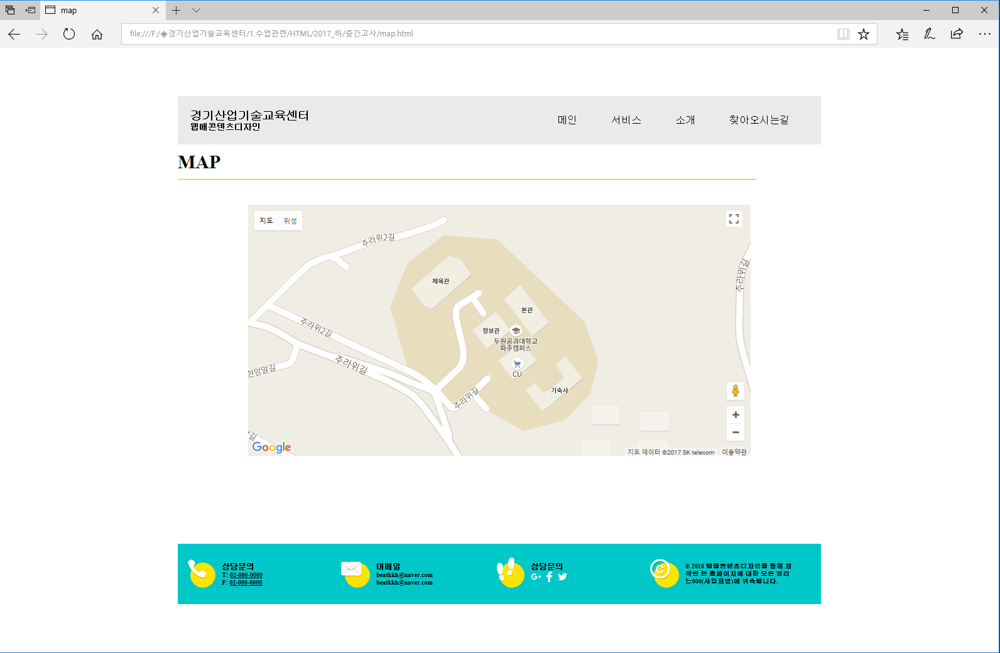 map
file:///F:/◈경기산업기술교육센터/1.수업관련/HTML/2017_하/중간고사/map.html
경기산업기술교육센터
웹애콘텐츠디자인
메인 서비스 소개 찾아오시는길
MAP
지도 위성
주라위2길
주라위길
체육관
본관
주라위2길
정보관
두원공과대학교
파주캠퍼스
주라위길
현암말길
CU
기숙사
주라위길
길
Google
지도 데이터 ©2017 SK telecom 이용약관
상담문의
T: 02-000-0000
F: 02-000-0000
이메일
beatkkh@naver.com
beatkkh@naver.com
상담문의
G+
© 2016 웹웹콘텐츠디자인을 통해 제
작된 본 홈페이지에 대한 모든 권리
는000(사업체명)에 귀속됩니다.